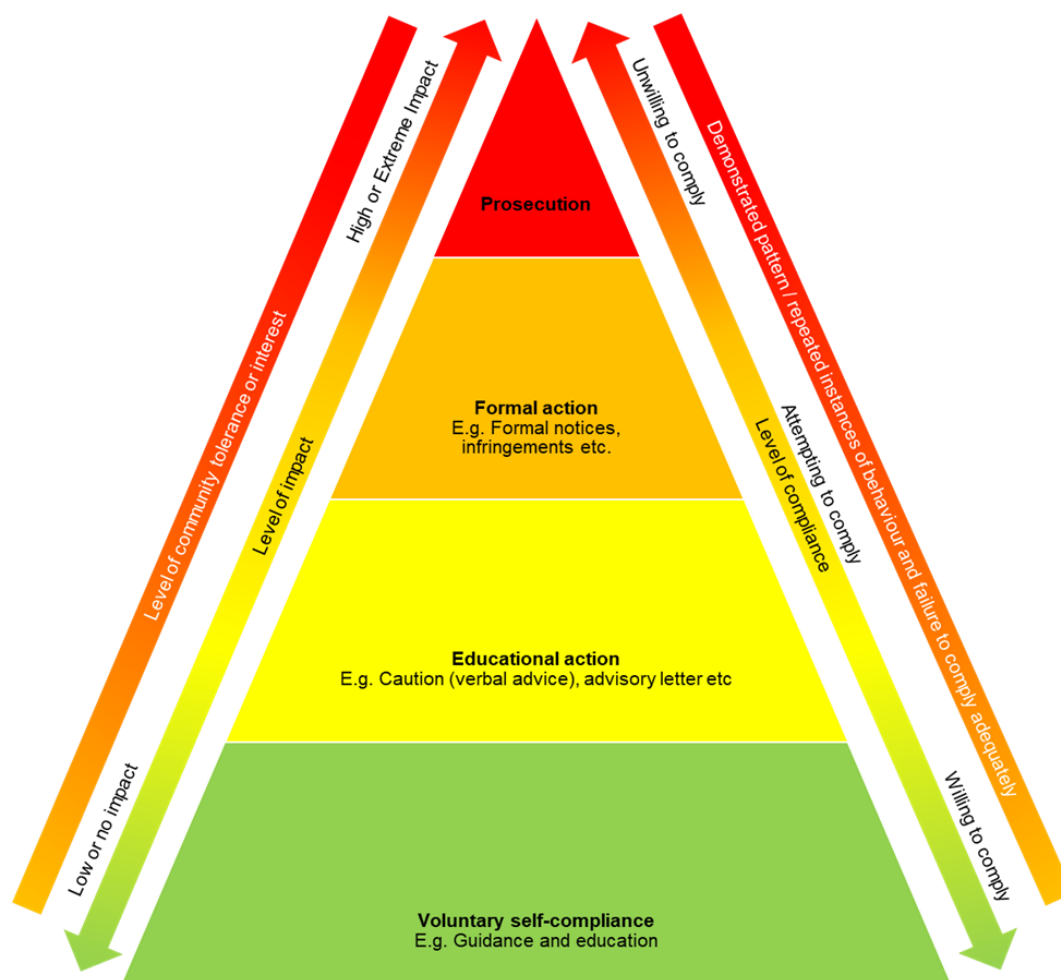 Level of community tolerance or interest
High or Extreme Impact
Level of impact
Low or no impact
Prosecution
Formal action
E.g. Formal notices,
infringements etc.
Educational action
E.g. Caution (verbal advice), advisory letter etc
Voluntary self-compliance
E.g. Guidance and education
Unwilling to comply
Attempting to comply
Level of compliance
Willing to comply
Demonstrated pattern / repeated instances of behaviour and failure to comply adequately